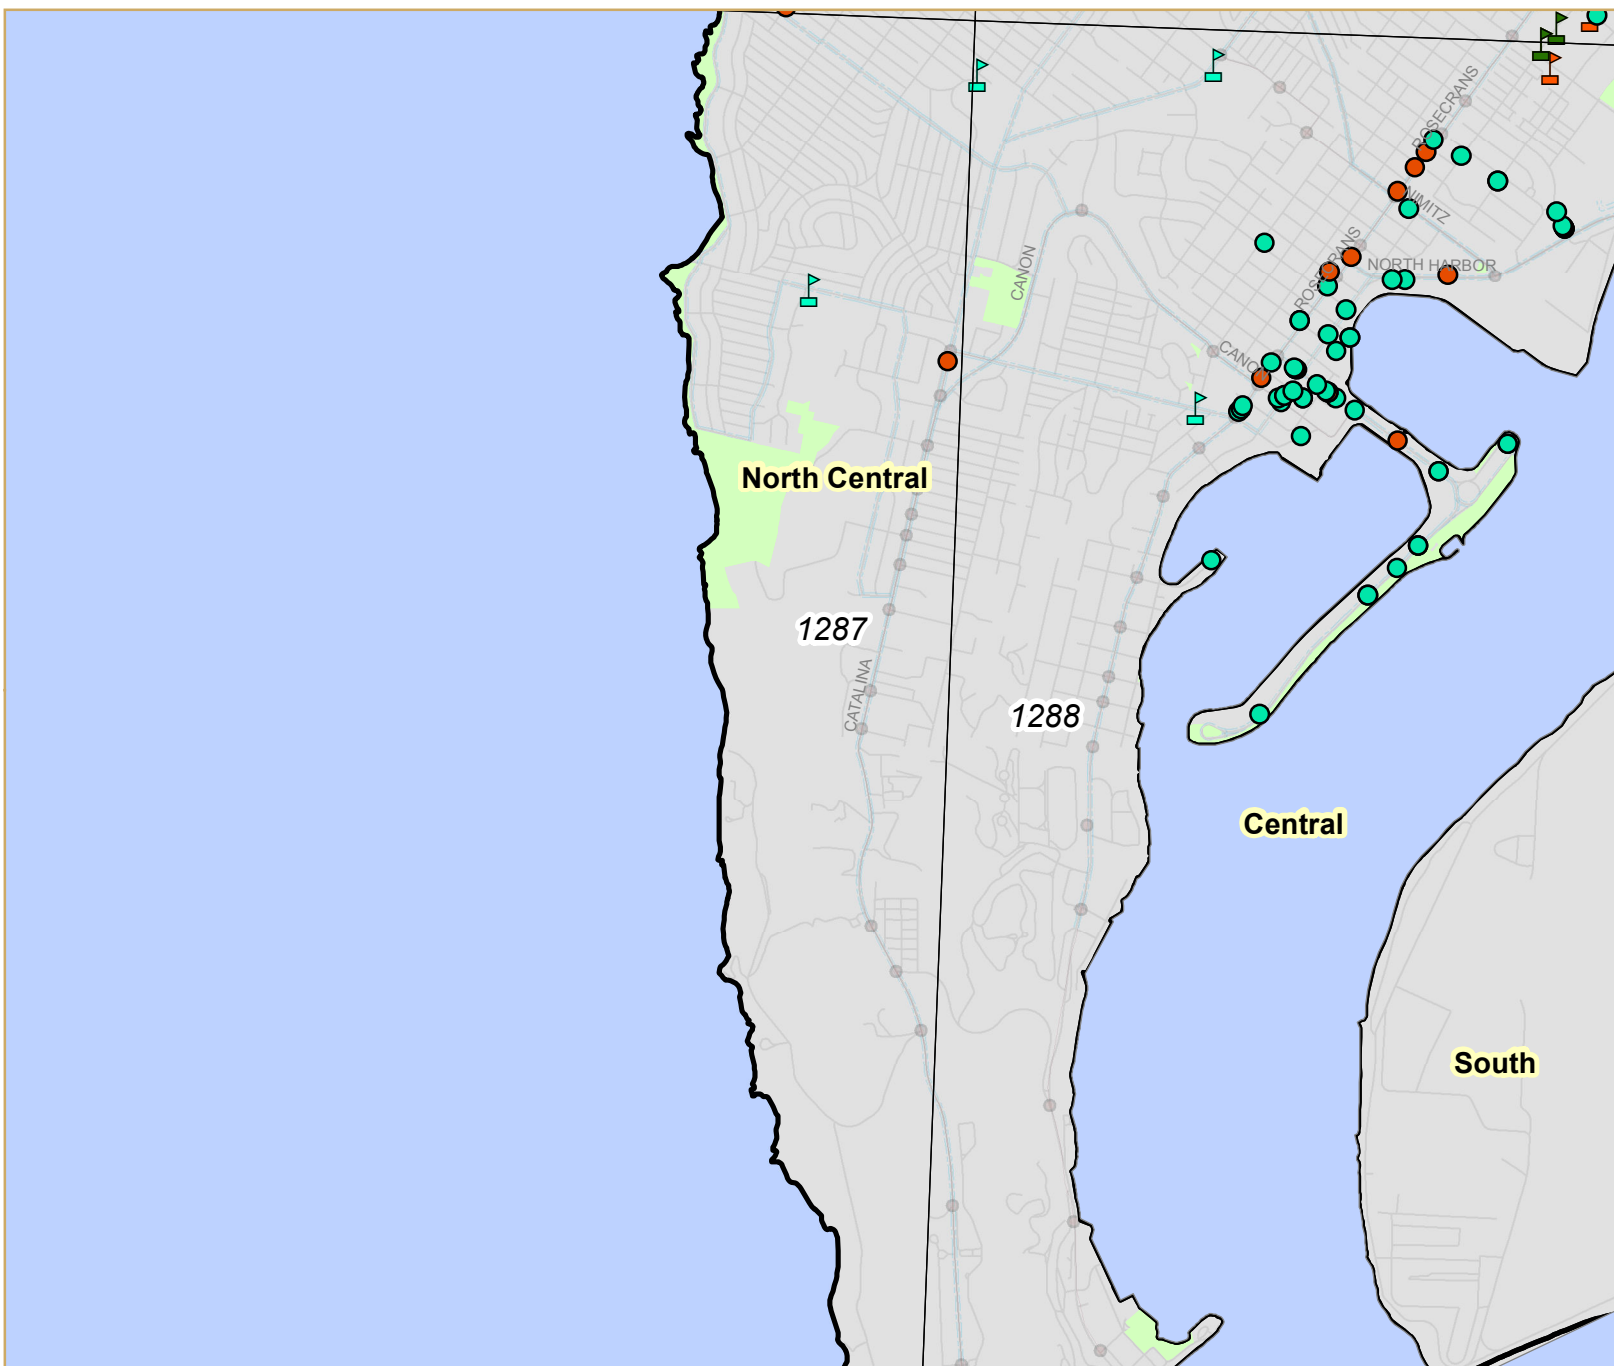 ROSECRANS
NIMITZ
ROSECRANS
NORTH HARBOR
CANON
CANON
North Central
1287
CATALINA
1288
Central
South